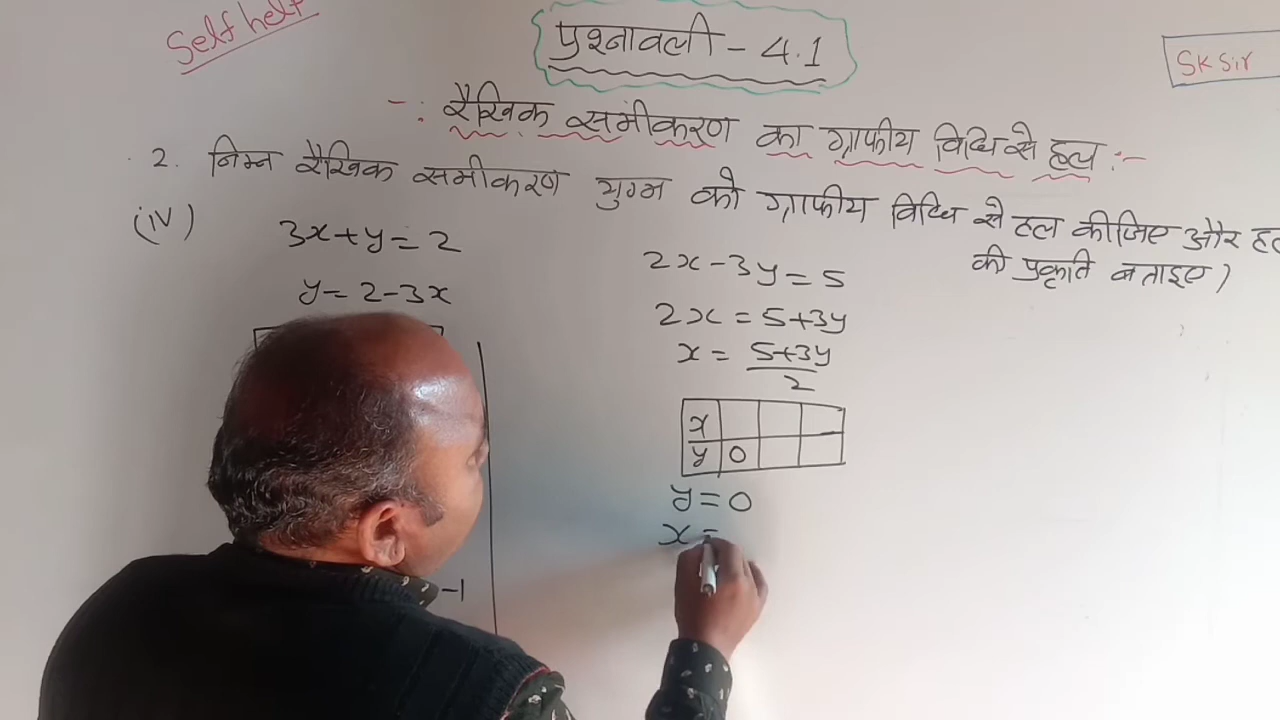 Self help
प्रश्नावली - 4.1
SK Sir
-: रैखिक समीकरण का ग्राफीय विधि से हल :-
2. निम्न रैखिक समीकरण युग्म को ग्राफीय विधि से हल कीजिए और हल
की प्रकृति बताइए)
(iv)
3x+y=2
y=2-3x
-1
2x-3y=5
2x=5+3y
x=5+3y
2
x
y 0
y=0
x=